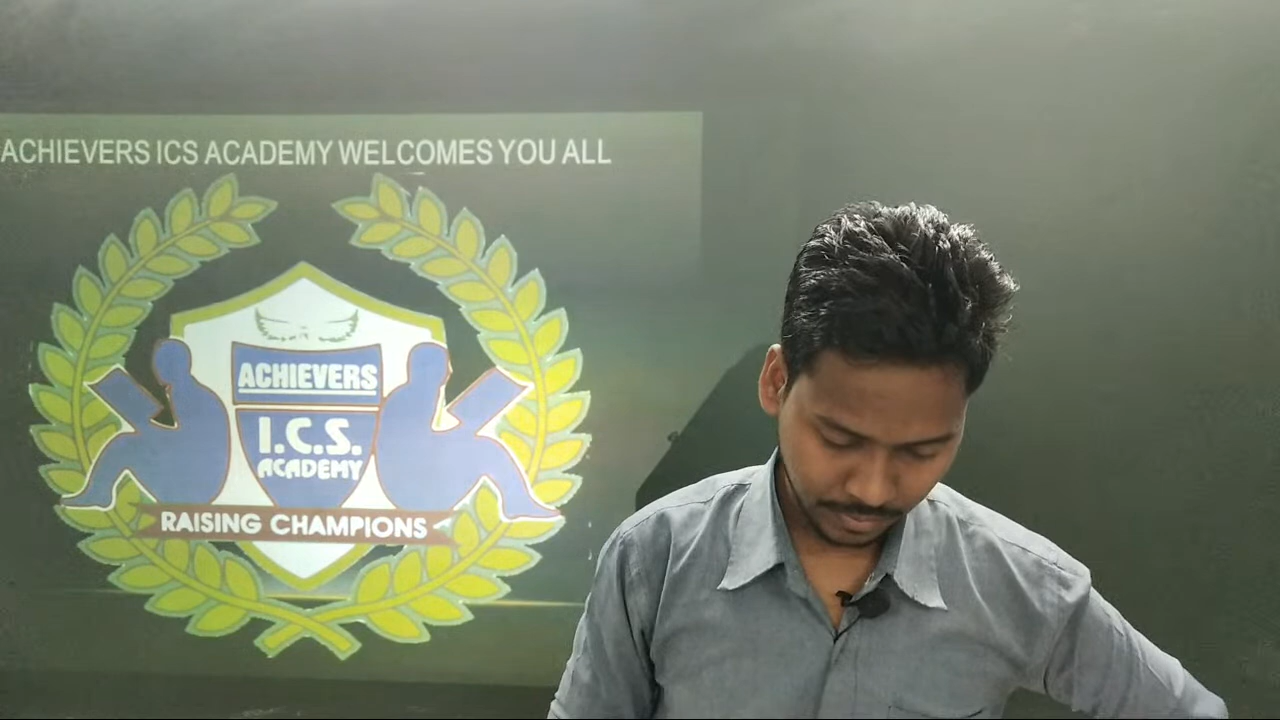 ACHIEVERS ICS ACADEMY WELCOMES YOU ALL
ACHIEVERS
I.C.S.
ACADEMY
RAISING CHAMPIONS